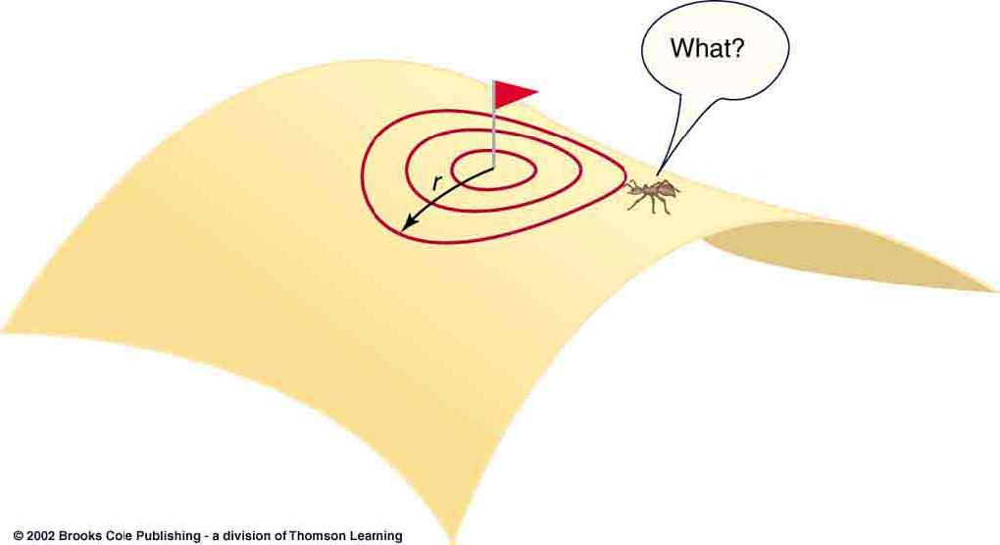 What?
r
© 2002 Brooks Cole Publishing - a division of Thomson Learning